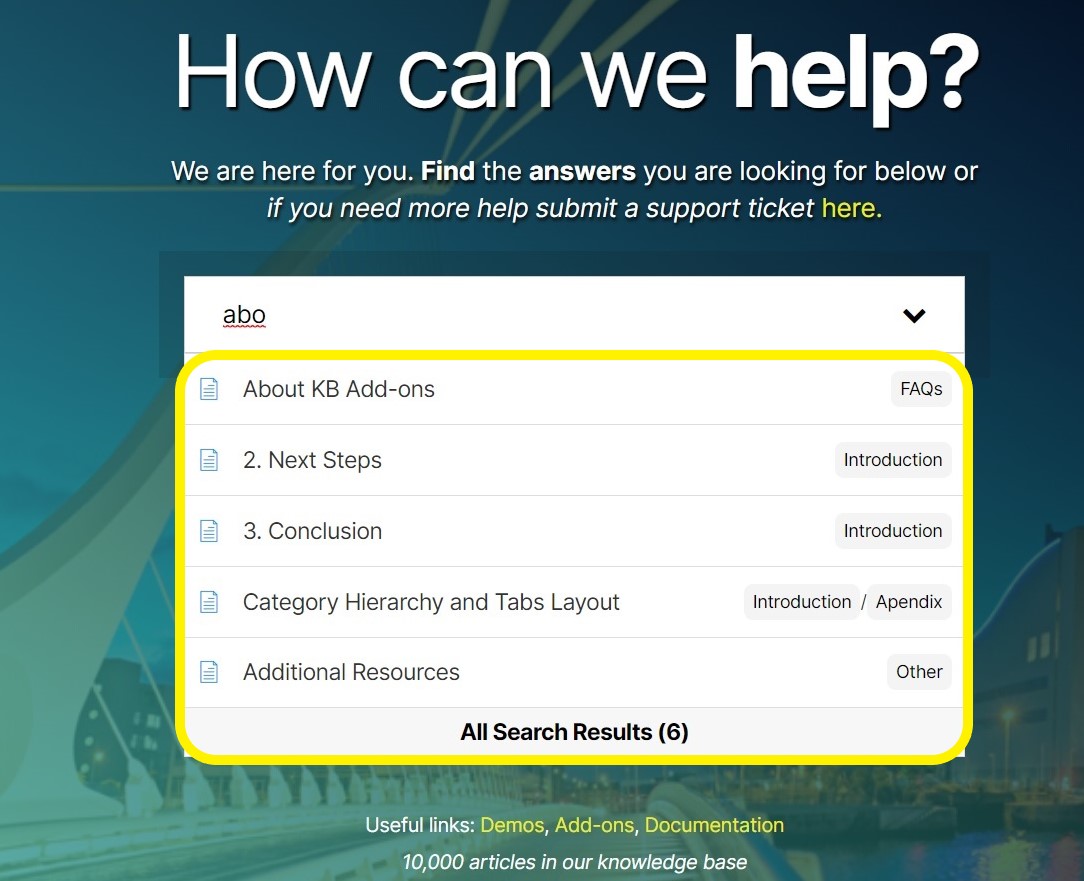 How can we help?
We are here for you. Find the answers you are looking for below or
if you need more help submit a support ticket here.
abo
About KB Add-ons FAQs
2. Next Steps Introduction
3. Conclusion Introduction
Category Hierarchy and Tabs Layout Introduction / Apendix
Additional Resources Other
All Search Results (6)
Useful links: Demos, Add-ons, Documentation
10,000 articles in our knowledge base